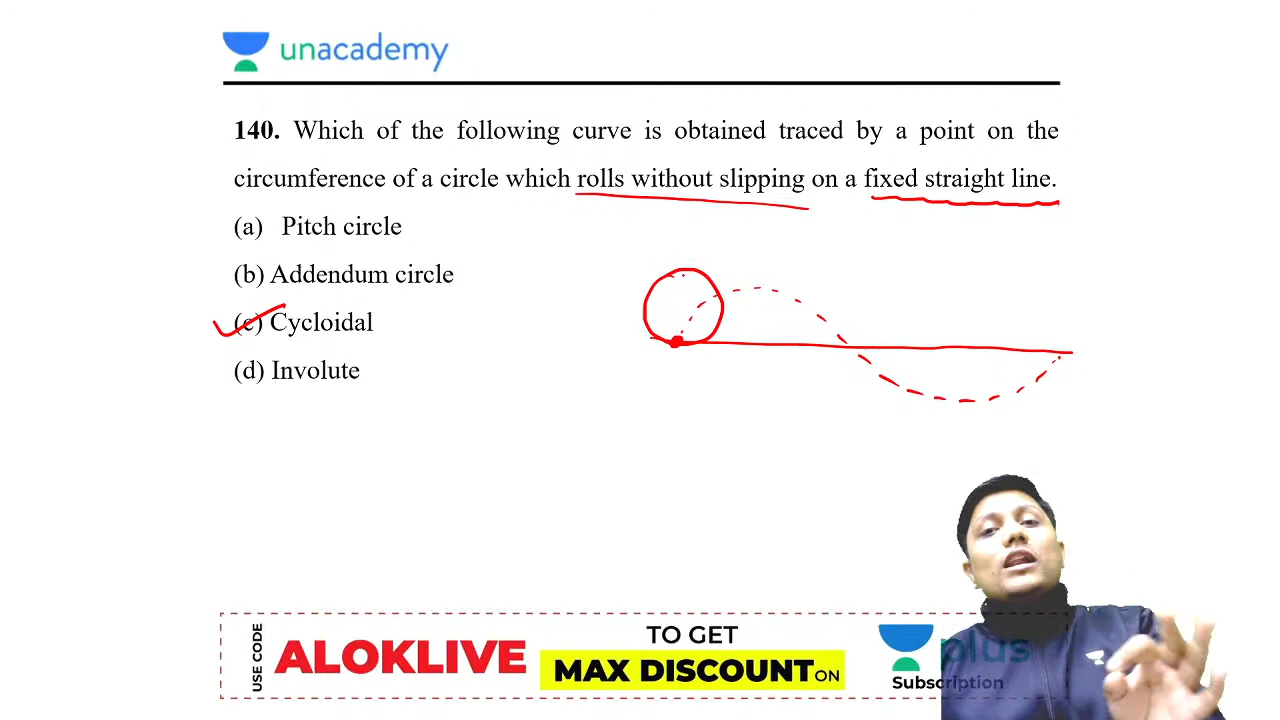 unacademy
140. Which of the following curve is obtained traced by a point on the
circumference of a circle which rolls without slipping on a fixed straight line.
(a) Pitch circle
(b) Addendum circle
(c) Cycloidal
(d) Involute
USE CODE
ALOKLIVE
TO GET
MAX DISCOUNT ON
plus
Subscription